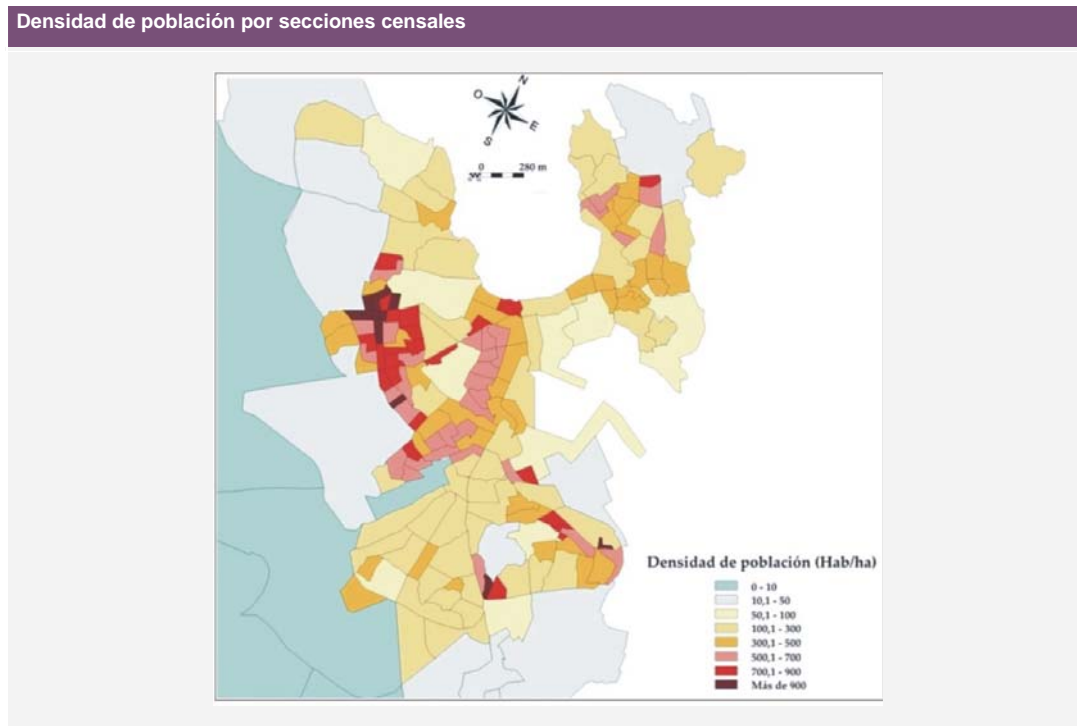 Densidad de población por secciones censales
N
O
E
S
0 280 m
Densidad de población (Hab/ha)
0 - 10
10,1 - 50
50,1 - 100
100,1 - 300
300,1 - 500
500,1 - 700
700,1 - 900
Más de 900